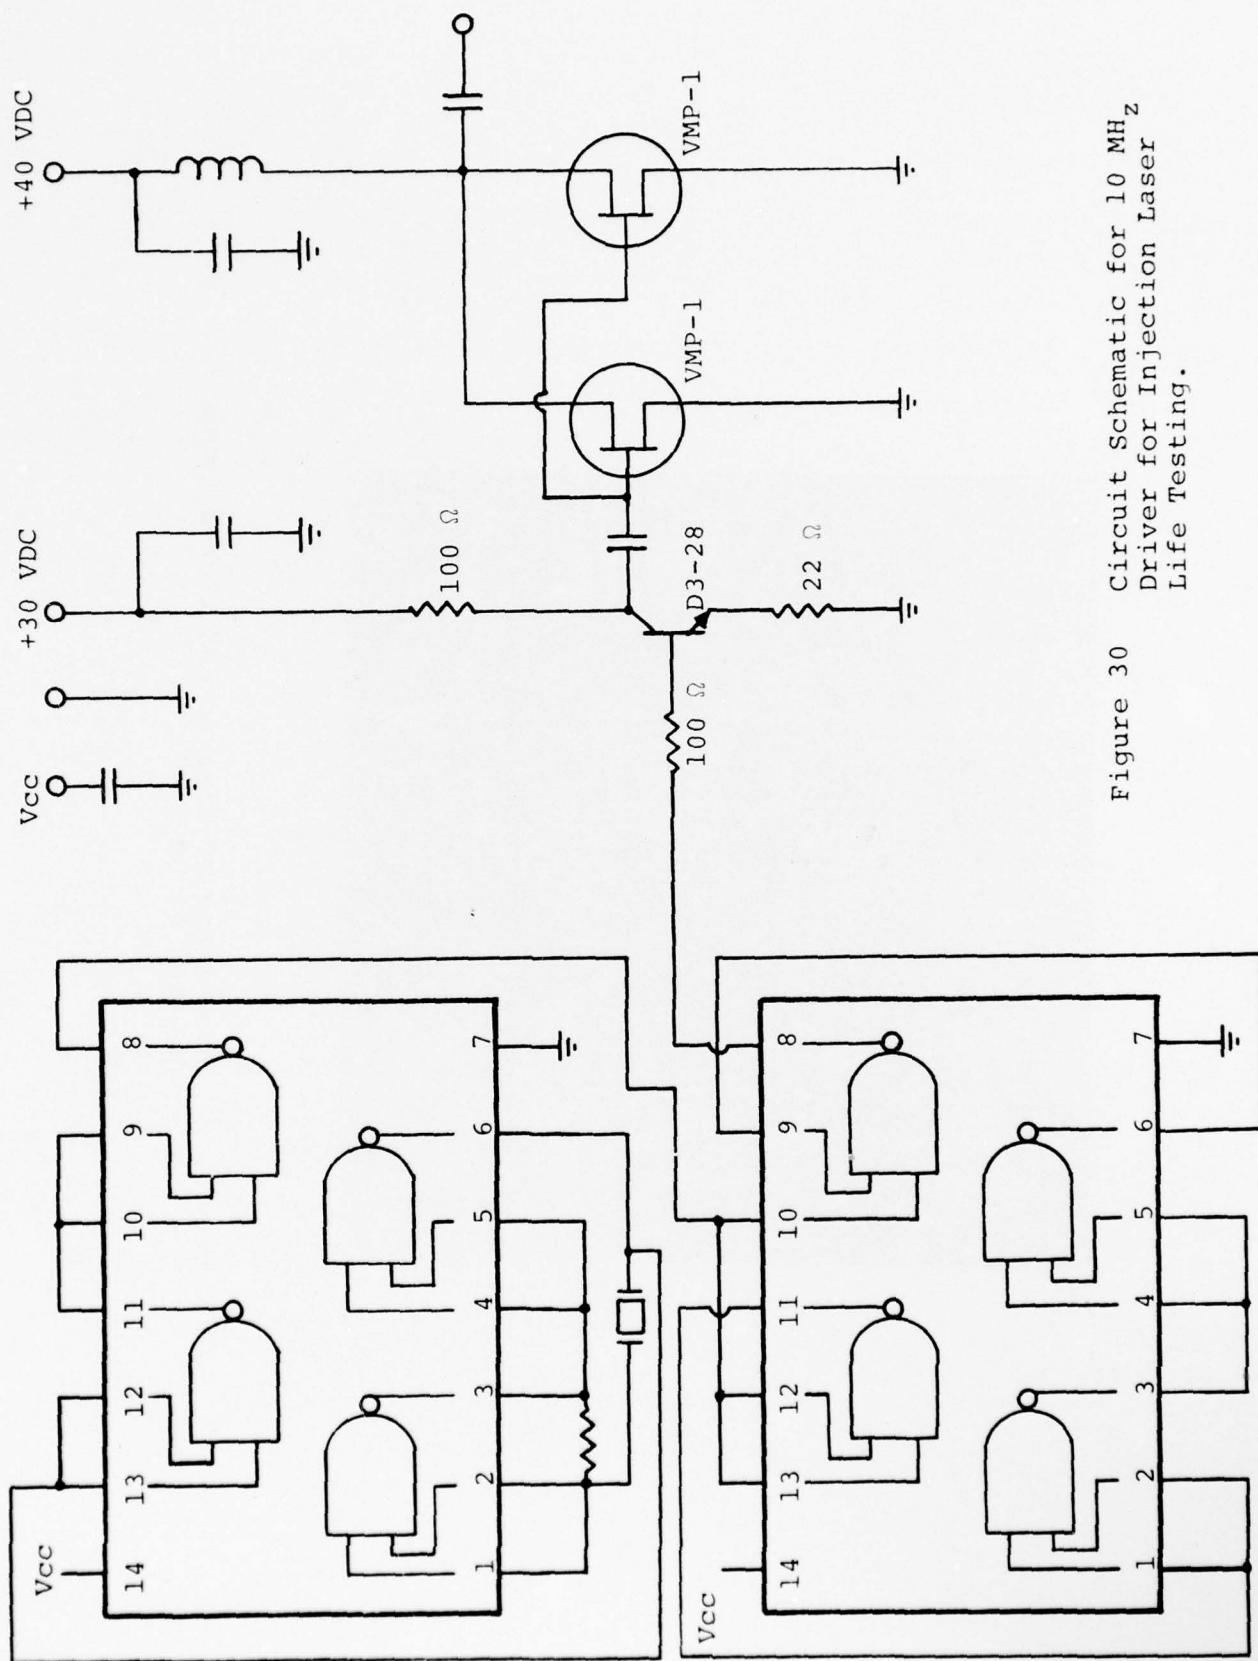 +40 VDC
VMP-1
VMP-1
+30 VDC
100 Ω
D3-28
22 Ω
Vcc
100 Ω
Vcc
14 13 12 11 10 9 8
1 2 3 4 5 6 7
Vcc
14 13 12 11 10 9 8
1 2 3 4 5 6 7
Figure 30 Circuit Schematic for 10 MHZ
Driver for Injection Laser
Life Testing.